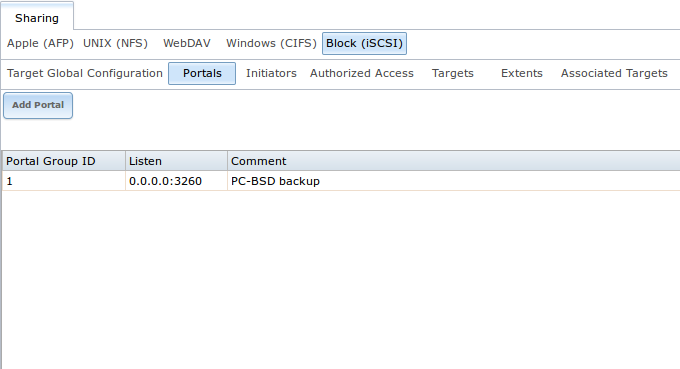 Sharing
Apple (AFP) UNIX (NFS) WebDAV Windows (CIFS) Block (iSCSI)
Target Global Configuration Portals Initiators Authorized Access Targets Extents Associated Targets
Add Portal
Portal Group ID Listen Comment
1 0.0.0.0:3260 PC-BSD backup